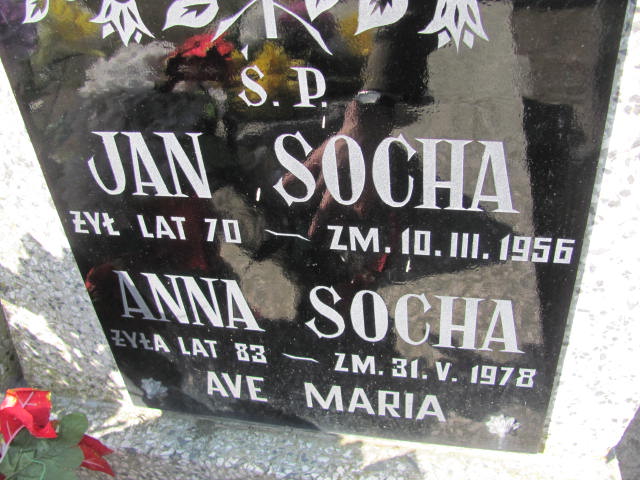 Ś. P.
JAN SOCHA
ŻYŁ LAT 70 — ZM. 10. III. 1956
ANNA SOCHA
ŻYŁA LAT 83 — ZM. 31. V. 1978
AVE MARIA